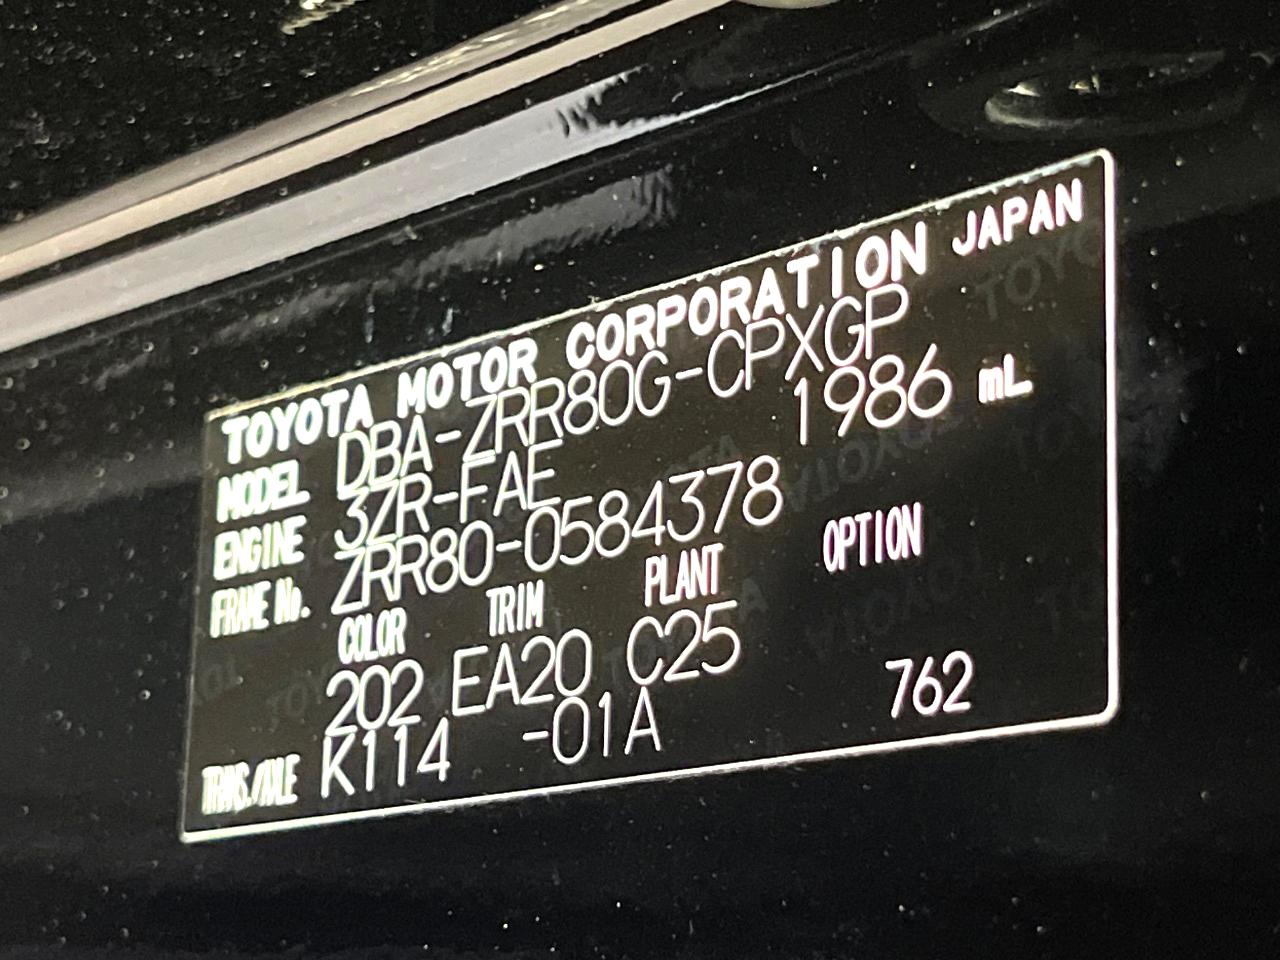 TOYOTA MOTOR CORPORATION JAPAN
MODEL DBA-ZRR80G-CPXGP
ENGINE 3ZR-FAE 1986 mL
FRAME No. ZRR80-0584378
COLOR TRIM PLANT OPTION
202 EA20 C25
TRANS./AXLE K114 -01A 762